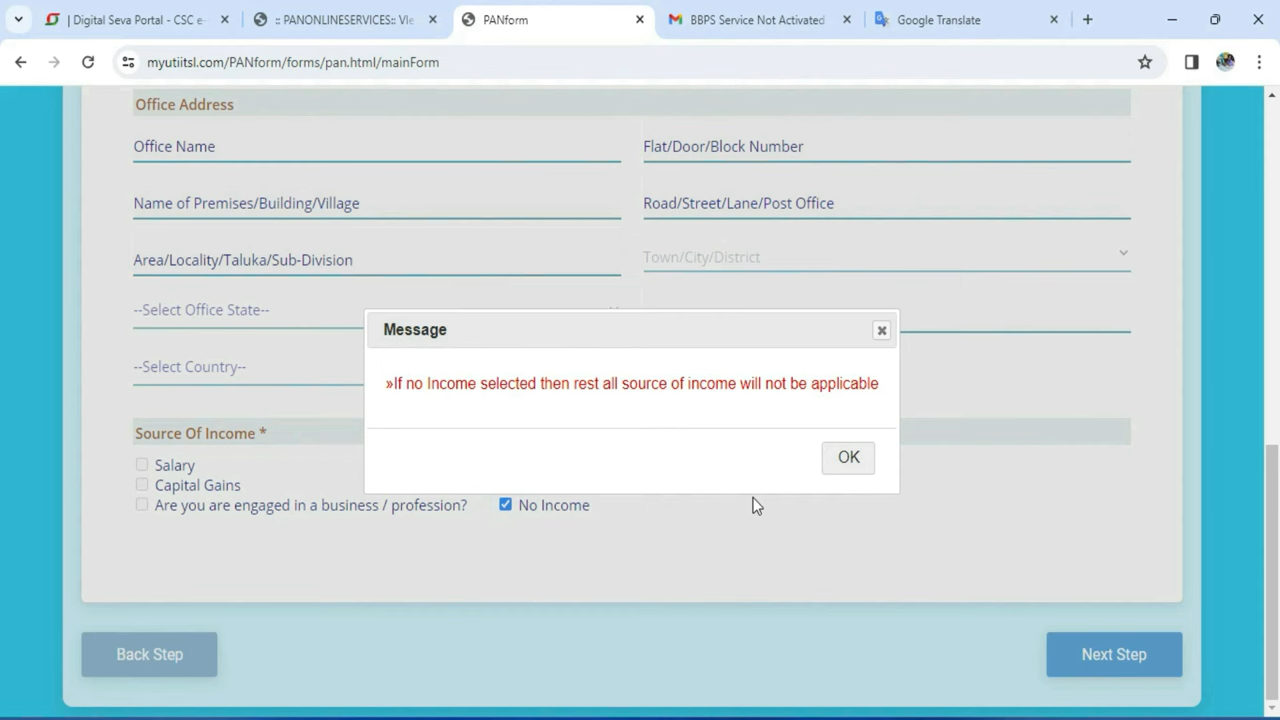 | Digital Seva Portal - CSC e-
:: PANONLINESERVICES:: Vie
PANform
BBPS Service Not Activated
Google Translate
myutiitsl.com/PANform/forms/pan.html/mainForm
Office Address
Office Name
Flat/Door/Block Number
Name of Premises/Building/Village
Road/Street/Lane/Post Office
Area/Locality/Taluka/Sub-Division
Town/City/District
--Select Office State--
--Select Country--
Message
»If no Income selected then rest all source of income will not be applicable
OK
Source Of Income *
Salary
Capital Gains
Are you are engaged in a business / profession?
No Income
Back Step
Next Step